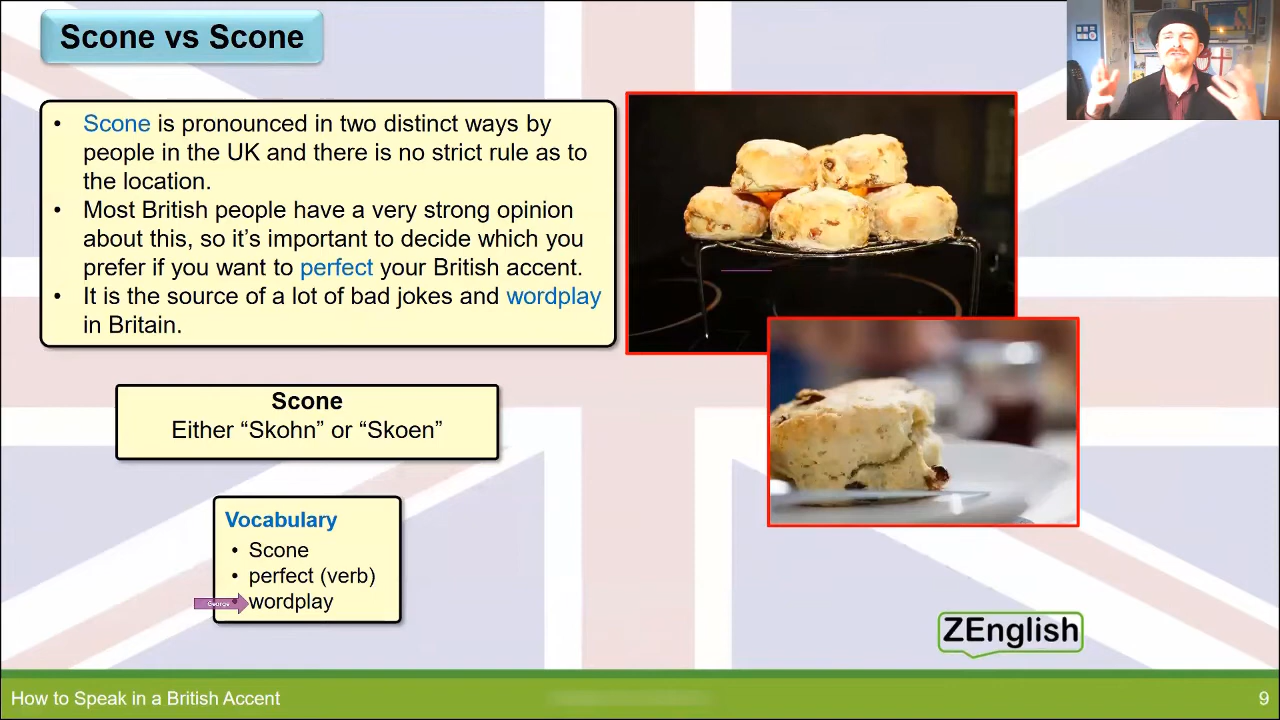 Scone vs Scone
• Scone is pronounced in two distinct ways by
people in the UK and there is no strict rule as to
the location.
• Most British people have a very strong opinion
about this, so it’s important to decide which you
prefer if you want to perfect your British accent.
• It is the source of a lot of bad jokes and wordplay
in Britain.
Scone
Either “Skohn” or “Skoen”
Vocabulary
• Scone
• perfect (verb)
• wordplay
George
ZEnglish
How to Speak in a British Accent
9